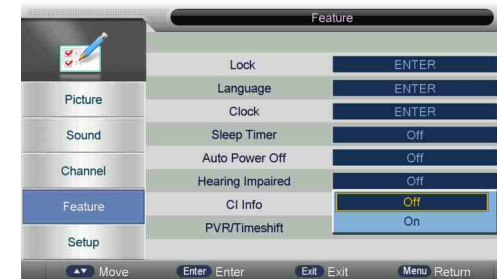 Feature
Picture
Sound
Channel
Feature
Setup
Lock ENTER
Language ENTER
Clock ENTER
Sleep Timer Off
Auto Power Off Off
Hearing Impaired Off
CI Info Off
PVR/Timeshift On
Move Enter Enter Exit Exit Menu Return